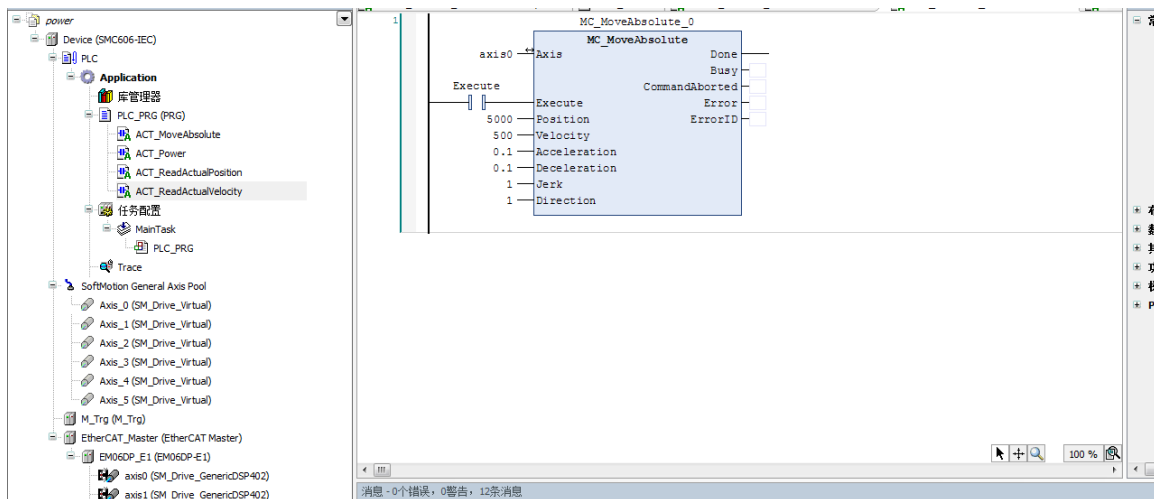 power
Device (SMC606-IEC)
PLC
Application
库管理器
PLC_PRG (PRG)
ACT_MoveAbsolute
ACT_Power
ACT_ReadActualPosition
ACT_ReadActualVelocity
任务配置
MainTask
PLC_PRG
Trace
SoftMotion General Axis Pool
Axis_0 (SM_Drive_Virtual)
Axis_1 (SM_Drive_Virtual)
Axis_2 (SM_Drive_Virtual)
Axis_3 (SM_Drive_Virtual)
Axis_4 (SM_Drive_Virtual)
Axis_5 (SM_Drive_Virtual)
M_Trg (M_Trg)
EtherCAT_Master (EtherCAT Master)
EM06DP_E1 (EM06DP-E1)
axis0 (SM_Drive_GenericDSP402)
axis1 (SM_Drive_GenericDSP402)
1
MC_MoveAbsolute_0
MC_MoveAbsolute
axis0 Axis Done
Busy
CommandAborted
Execute
Execute Error
5000 Position ErrorID
500 Velocity
0.1 Acceleration
0.1 Deceleration
1 Jerk
1 Direction
100 %
消息 - 0个错误，0警告，12条消息